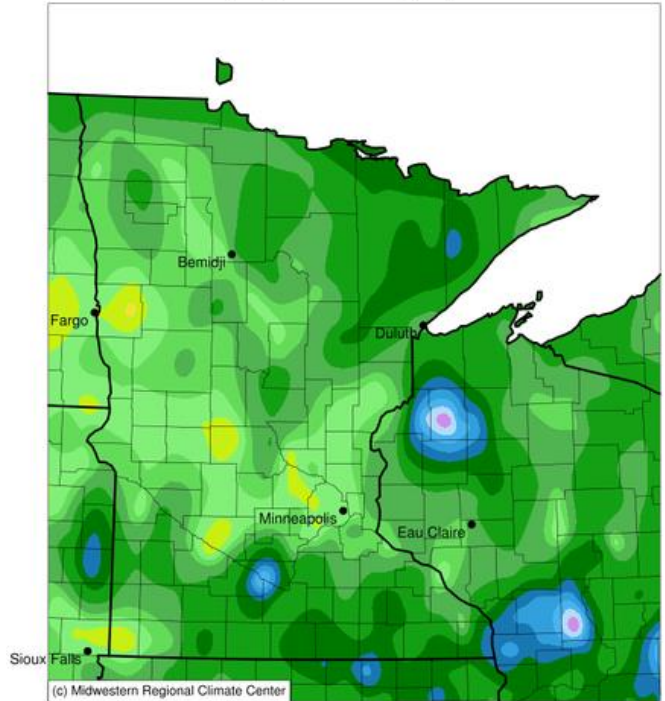 Bemidji
Fargo
Duluth
Minneapolis
Eau Claire
Sioux Falls
(c) Midwestern Regional Climate Center